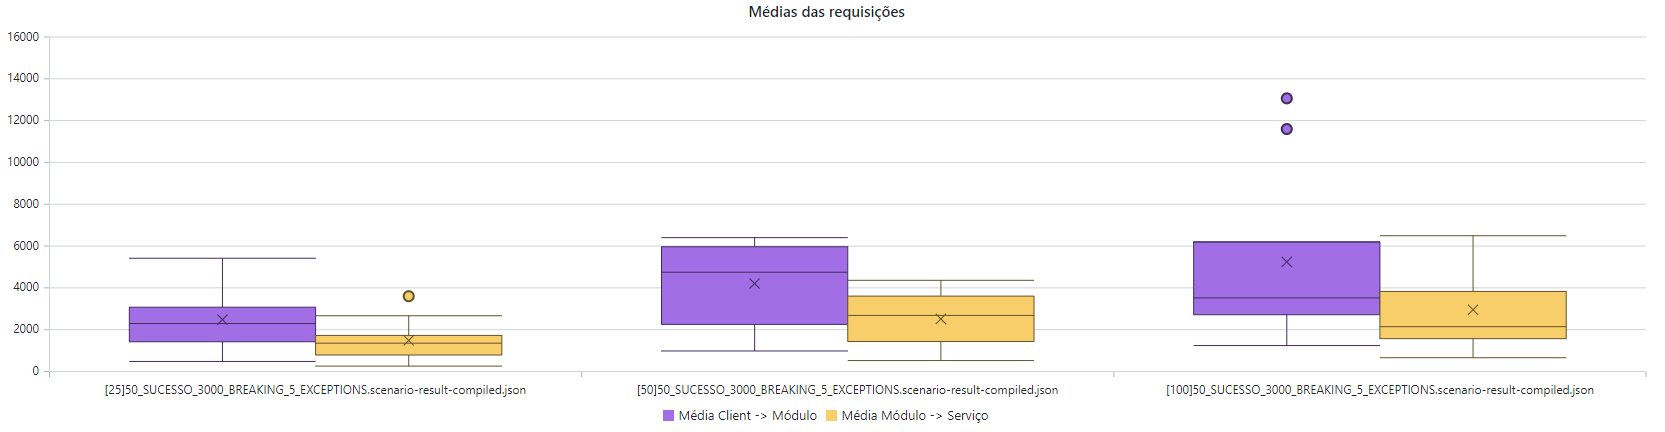 Médias das requisições
16000
14000
12000
10000
8000
6000
4000
2000
0
[25]50_SUCESSO_3000_BREAKING_5_EXCEPTIONS.scenario-result-compiled.json
[50]50_SUCESSO_3000_BREAKING_5_EXCEPTIONS.scenario-result-compiled.json
[100]50_SUCESSO_3000_BREAKING_5_EXCEPTIONS.scenario-result-compiled.json
Média Client -> Módulo
Média Módulo -> Serviço